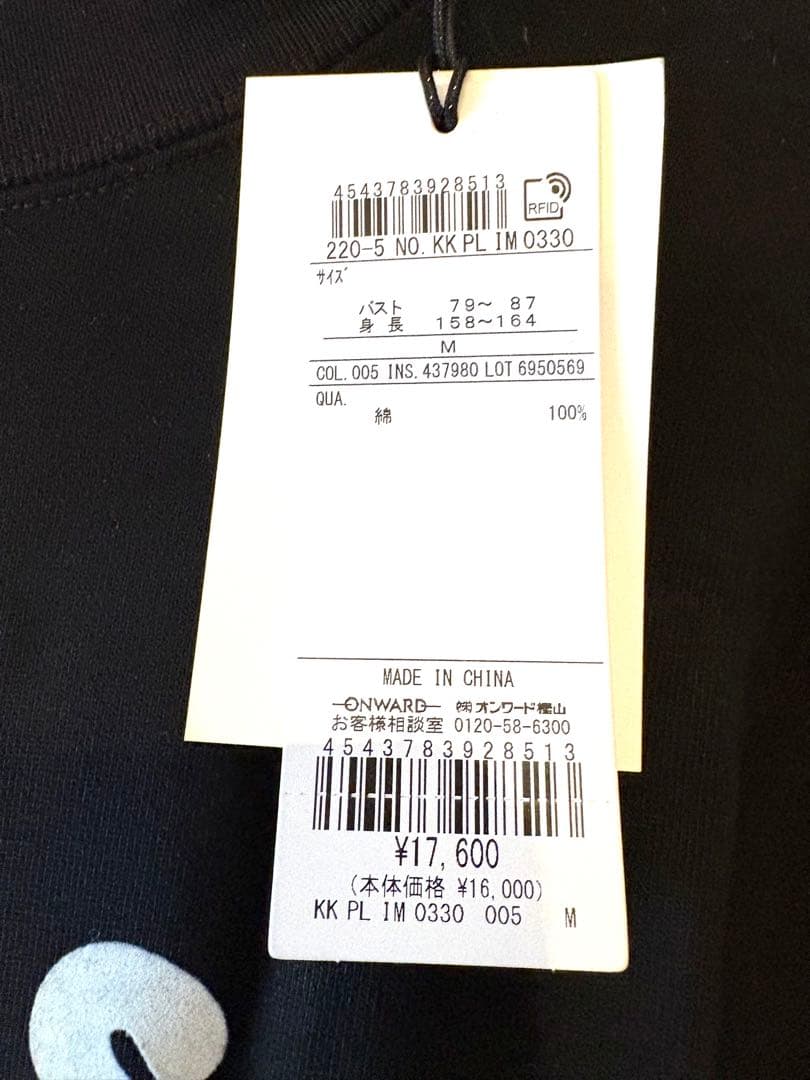 4543783928513
RFID
220-5 NO. KK PL IM 0330
サイズ
バスト 79～ 87
身 長 158～164
M
COL. 005 INS. 437980 LOT 6950569
QUA.
綿 100%
MADE IN CHINA
ONWARD ㈱オンワード樫山
お客様相談室 0120-58-6300
4543783928513
¥17,600
(本体価格 ¥16,000)
KK PL IM 0330 005 M